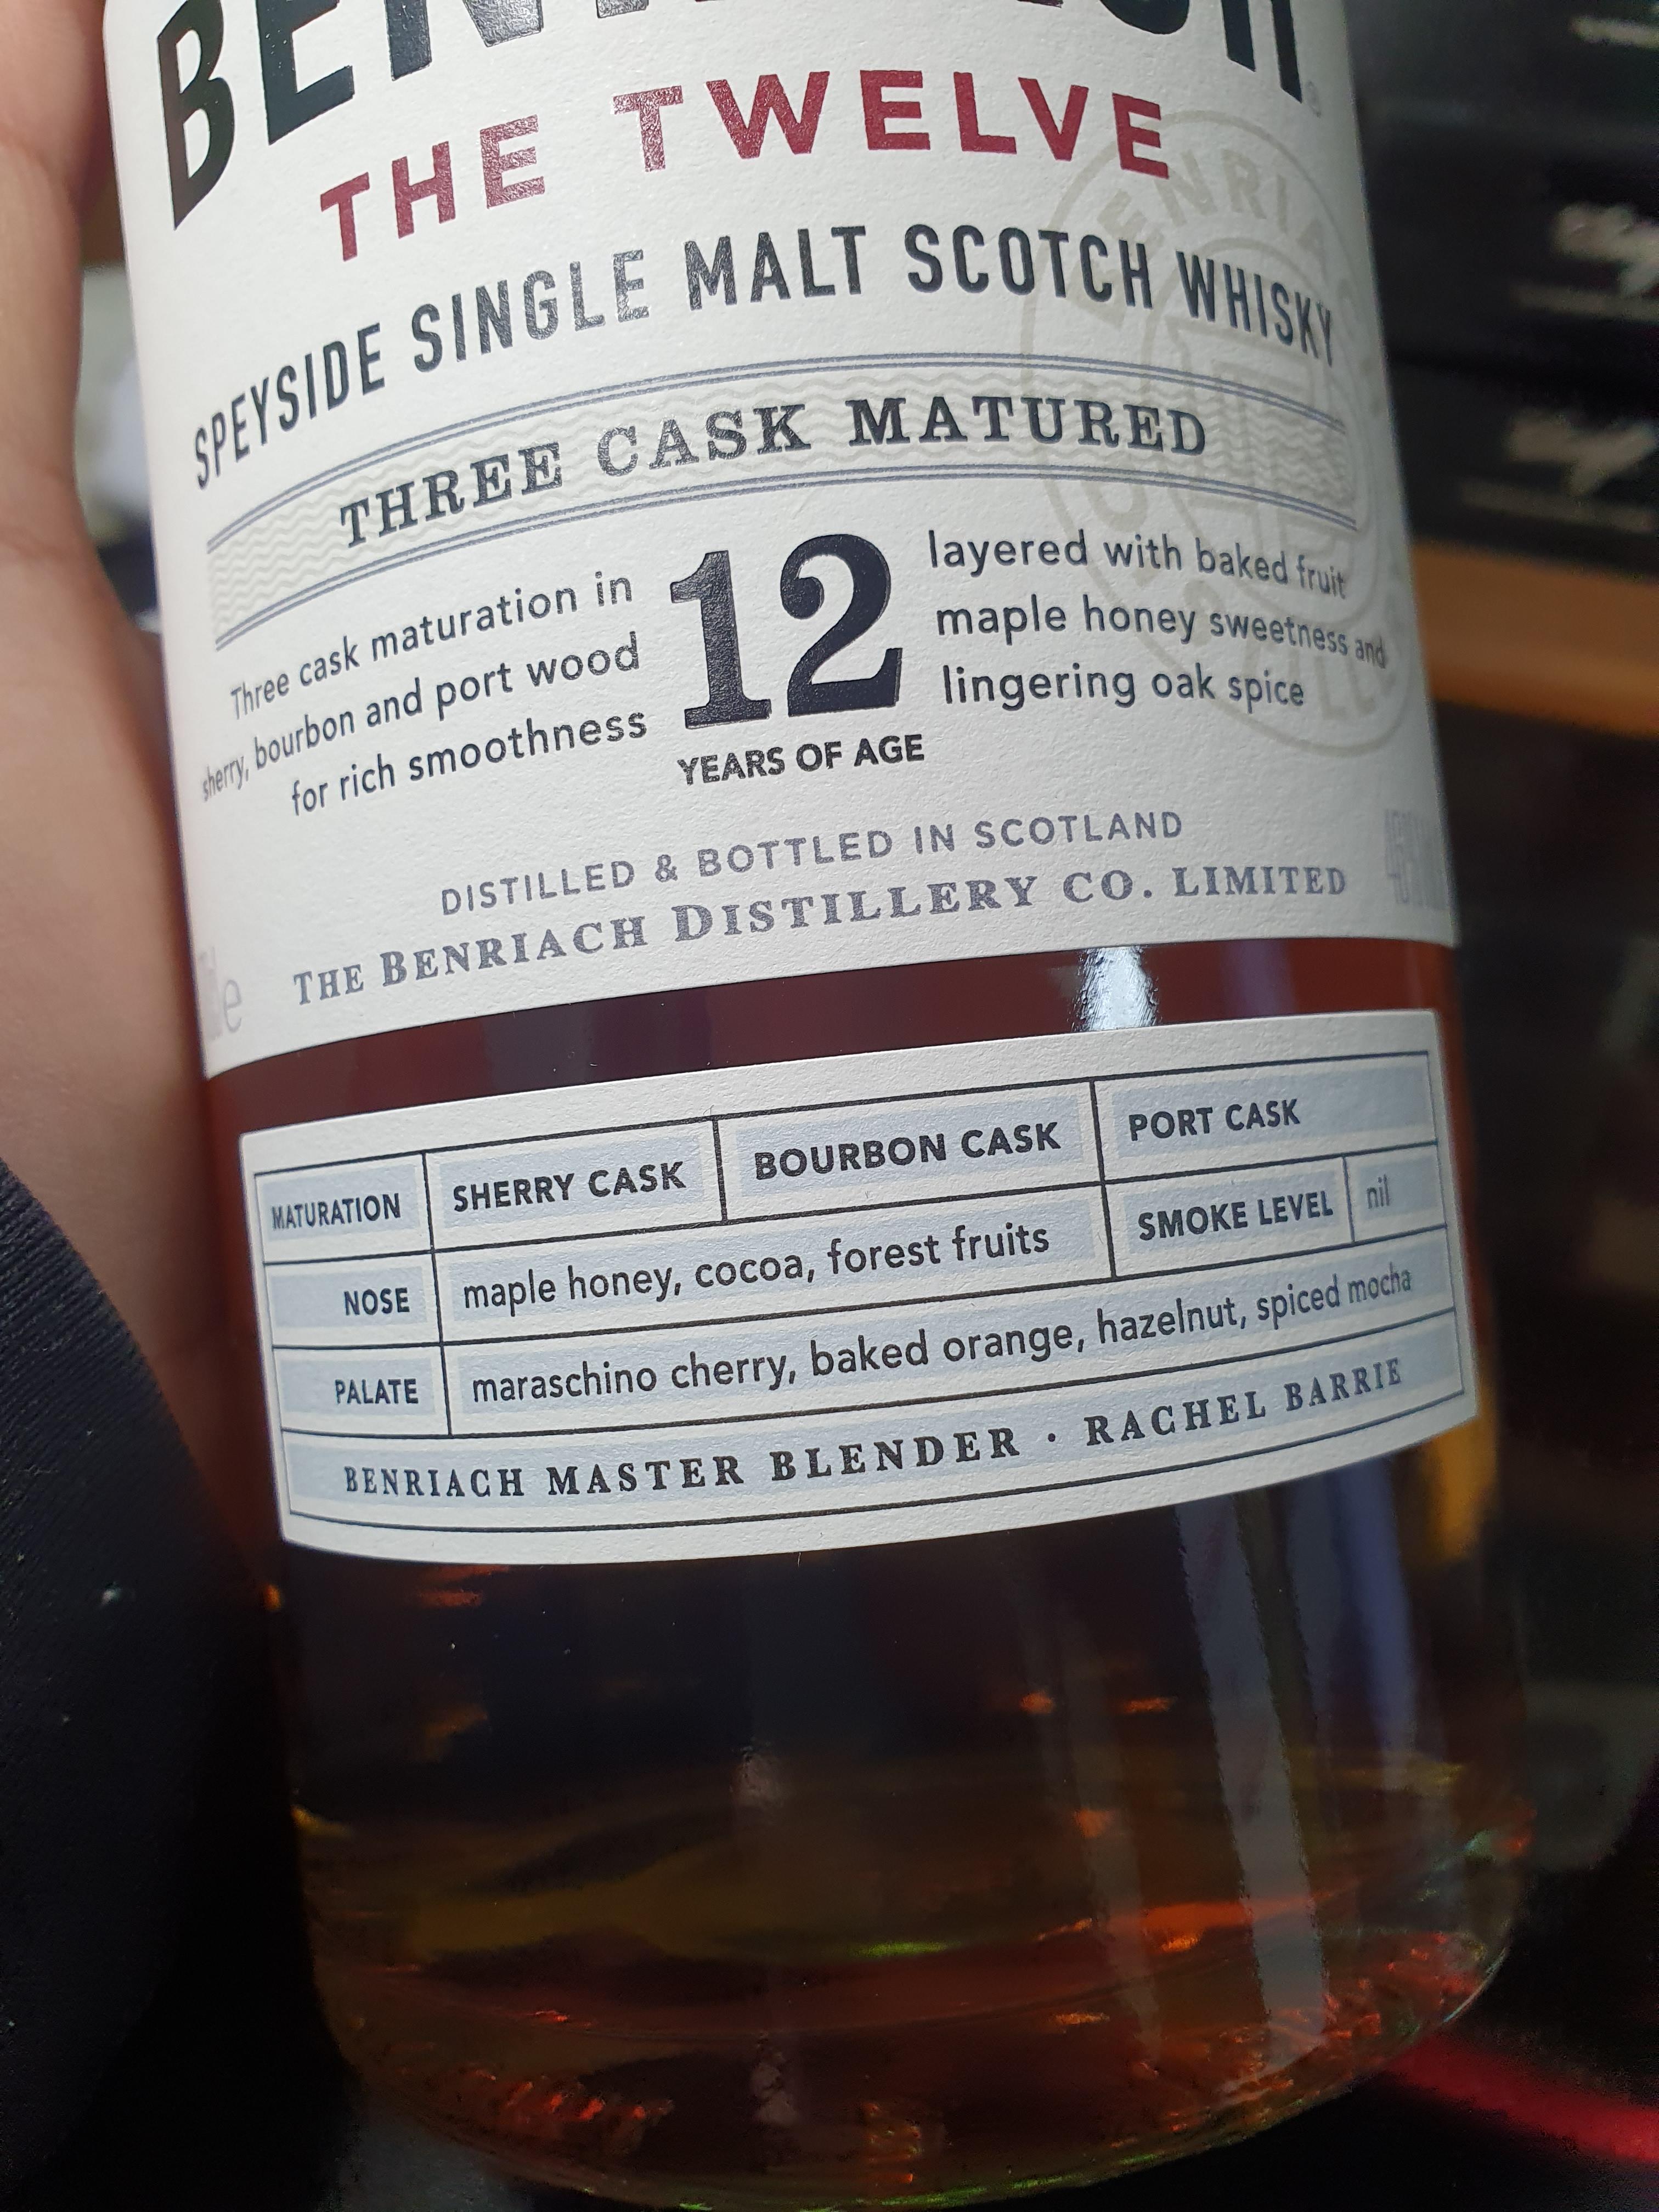 THE TWELVE
SPEYSIDE SINGLE MALT SCOTCH WHISKY
THREE CASK MATURED
Three cask maturation in
sherry, bourbon and port wood
for rich smoothness
12
YEARS OF AGE
layered with baked fruit
maple honey sweetness and
lingering oak spice
DISTILLED & BOTTLED IN SCOTLAND
THE BENRIACH DISTILLERY CO. LIMITED
MATURATION SHERRY CASK BOURBON CASK PORT CASK
NOSE maple honey, cocoa, forest fruits SMOKE LEVEL nil
PALATE maraschino cherry, baked orange, hazelnut, spiced mocha
BENRIACH MASTER BLENDER · RACHEL BARRIE